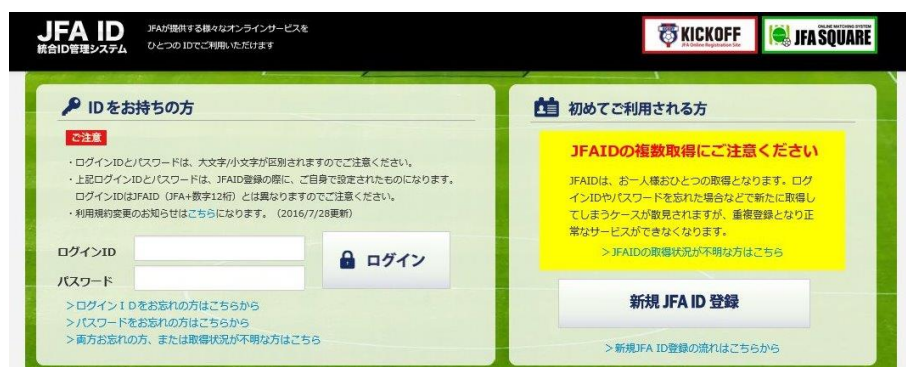 JFA ID
統合ID管理システム
JFAが提供する様々なオンラインサービスを
ひとつの IDでご利用いただけます
KICKOFF
JFA Online Registration Site
ONLINE MATCHMAKING SYSTEM
JFA SQUARE
IDをお持ちの方
ご注意
・ログインIDとパスワードは、大文字/小文字が区別されますのでご注意ください。
・上記ログインIDとパスワードは、JFAID登録の際に、ご自身で設定されたものになります。
ログインIDはJFAID（JFA+数字12桁）とは異なりますのでご注意ください。
・利用規約変更のお知らせはこちらになります。（2016/7/28更新）
ログインID
パスワード
ログイン
＞ログインＩＤをお忘れの方はこちらから
＞パスワードをお忘れの方はこちらから
＞両方お忘れの方、または取得状況が不明な方はこちら
初めてご利用される方
JFAIDの複数取得にご注意ください
JFAIDは、お一人様おひとつの取得となります。ログ
インIDやパスワードを忘れた場合などで新たに取得し
てしまうケースが散見されますが、重複登録となり正
常なサービスができなくなります。
＞JFAIDの取得状況が不明な方はこちら
新規 JFA ID 登録
＞新規JFA ID登録の流れはこちらから